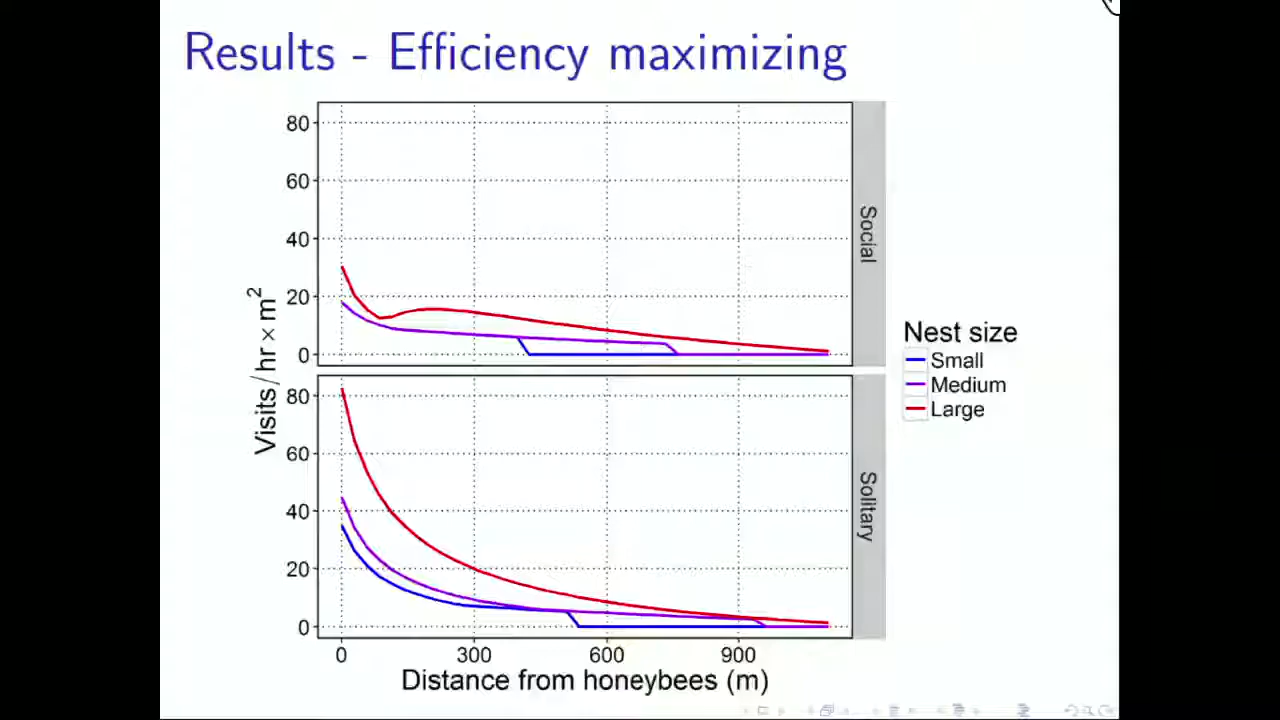 Results - Efficiency maximizing
80
60
40
20
0
Social
80
60
40
20
0
Solitary
Visits/hr × m²
0 300 600 900
Distance from honeybees (m)
Nest size
Small
Medium
Large